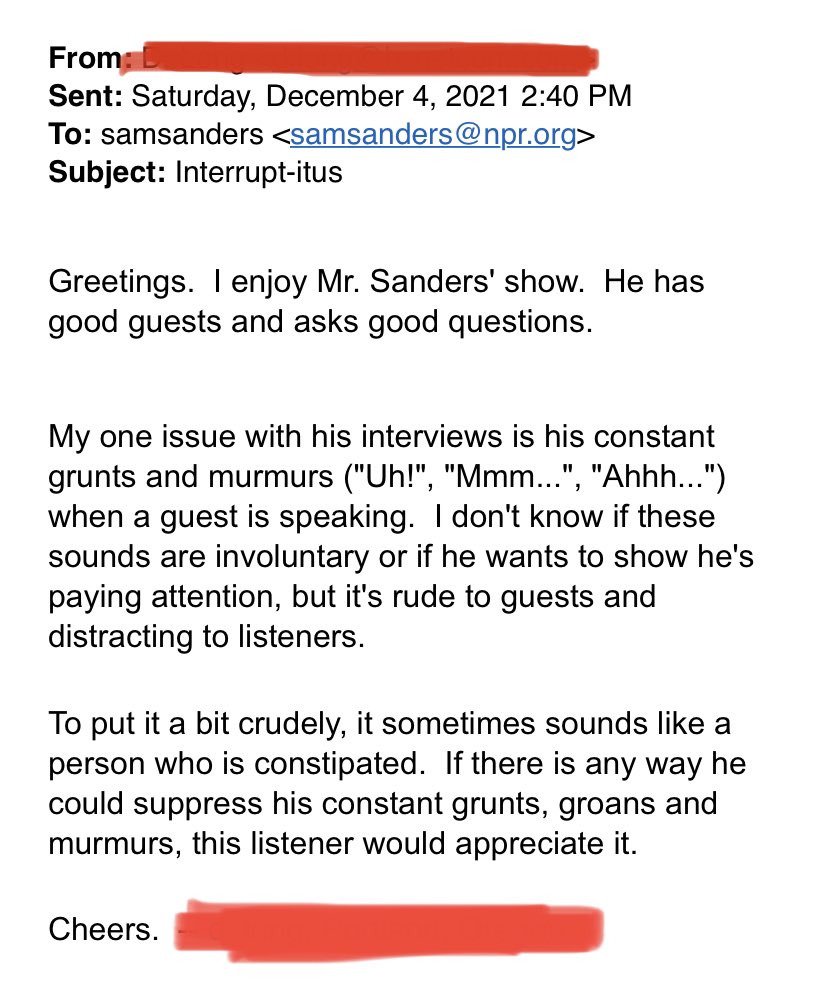 From:
Sent: Saturday, December 4, 2021 2:40 PM
To: samsanders <samsanders@npr.org>
Subject: Interrupt-itus
Greetings.  I enjoy Mr. Sanders' show.  He has
good guests and asks good questions.
My one issue with his interviews is his constant
grunts and murmurs ("Uh!", "Mmm...", "Ahhh...")
when a guest is speaking.  I don't know if these
sounds are involuntary or if he wants to show he's
paying attention, but it's rude to guests and
distracting to listeners.
To put it a bit crudely, it sometimes sounds like a
person who is constipated.  If there is any way he
could suppress his constant grunts, groans and
murmurs, this listener would appreciate it.
Cheers.